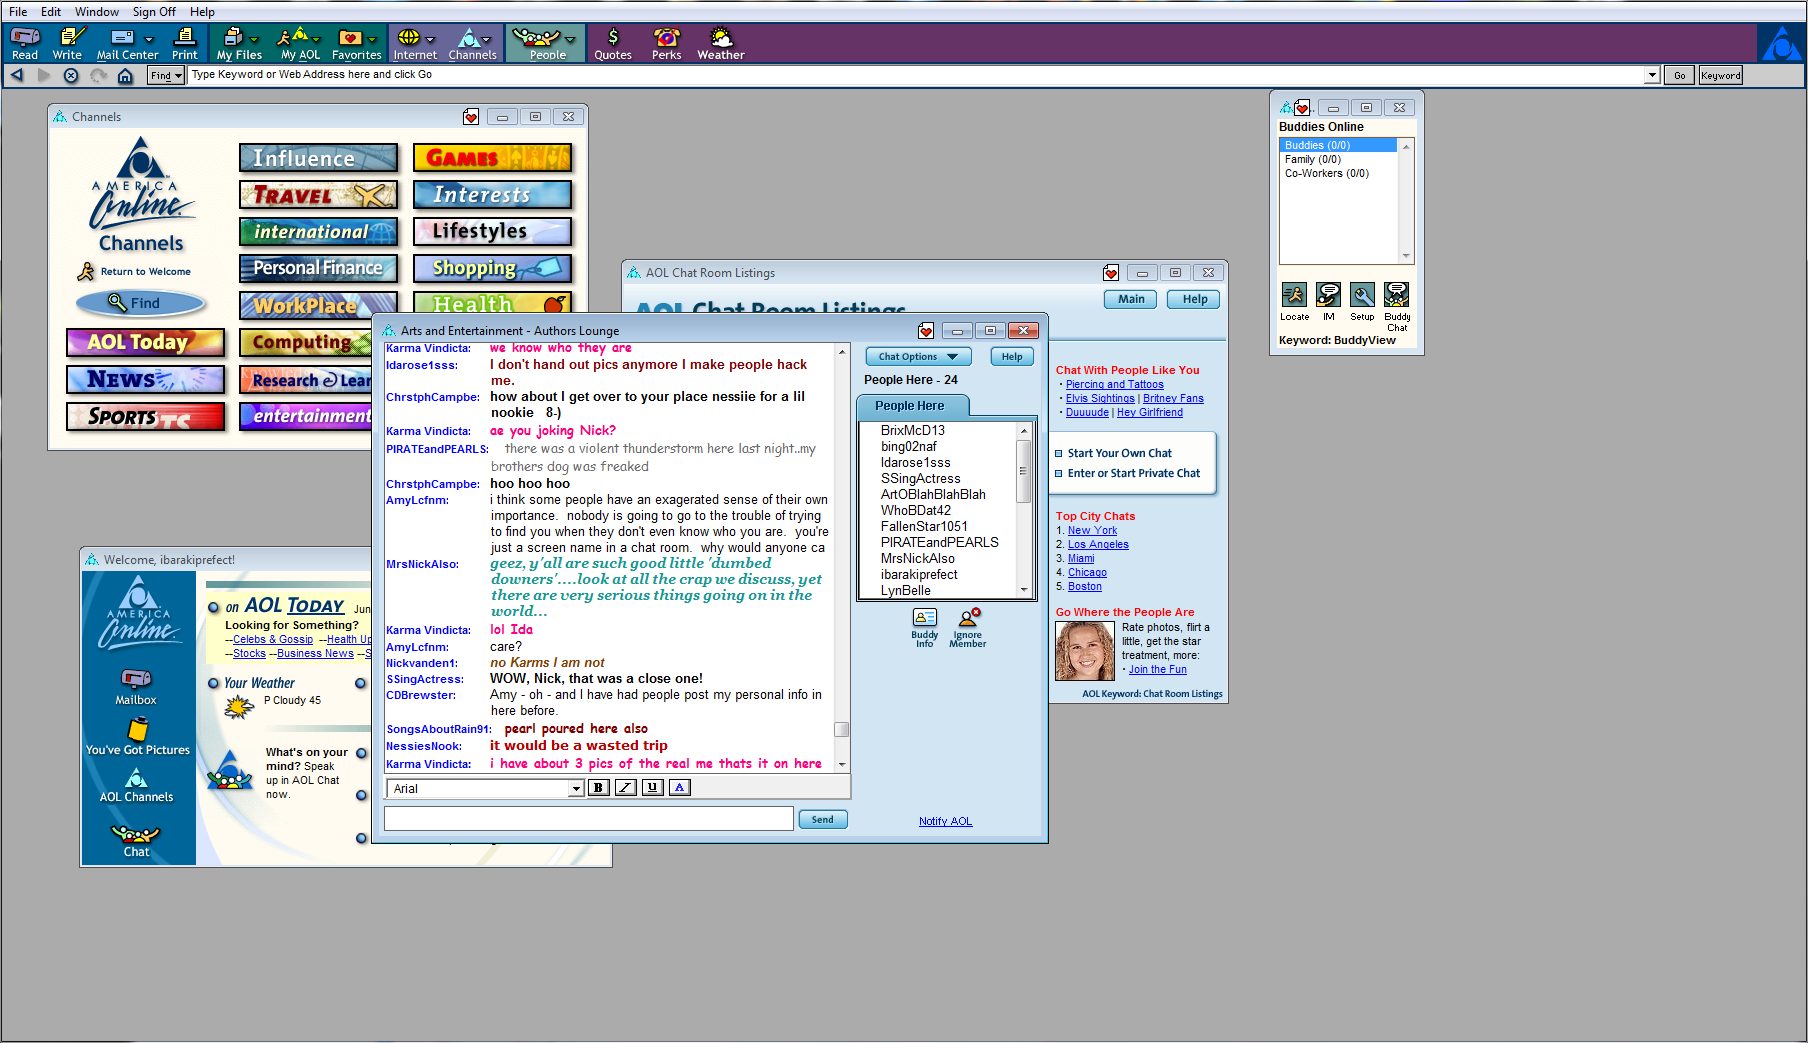 File Edit Window Sign Off Help
Read Write Mail Center Print My Files My AOL Favorites Internet Channels People Quotes Perks Weather
Find Type Keyword or Web Address here and click Go Go Keyword
Channels
AMERICA
Online
Channels
Return to Welcome
Find
AOL Today
NEWS
SPORTS
Influence
TRAVEL
international
Personal Finance
WorkPlace
Computing
Research & Lear
entertainment
GAMES
Interests
Lifestyles
Shopping
Health
Welcome, ibarakiprefect!
AMERICA
Online
Mailbox
You've Got Pictures
AOL Channels
Chat
on AOL TODAY Jun
Looking for Something?
--Celebs & Gossip --Health Up
--Stocks --Business News --S
Your Weather
P Cloudy 45
What's on your
mind? Speak
up in AOL Chat
now.
Arts and Entertainment - Authors Lounge
Karma Vindicta: we know who they are
Idarose1sss: I don't hand out pics anymore I make people hack
me.
ChrstphCampbe: how about I get over to your place nessiie for a lil
nookie 8-)
Karma Vindicta: ae you joking Nick?
PIRATEandPEARLS: there was a violent thunderstorm here last night..my
brothers dog was freaked
ChrstphCampbe: hoo hoo hoo
AmyLcfnm: i think some people have an exagerated sense of their own
importance. nobody is going to go to the trouble of trying
to find you when they don't even know who you are. you're
just a screen name in a chat room. why would anyone ca
MrsNickAlso: geez, y'all are such good little 'dumbed
downers'....look at all the crap we discuss, yet
there are very serious things going on in the
world...
Karma Vindicta: lol Ida
AmyLcfnm: care?
Nickvanden1: no Karms I am not
SSingActress: WOW, Nick, that was a close one!
CDBrewster: Amy - oh - and I have had people post my personal info in
here before.
SongsAboutRain91: pearl poured here also
NessiesNook: it would be a wasted trip
Karma Vindicta: i have about 3 pics of the real me thats it on here
Arial B I U A
Send
Chat Options Help
People Here - 24
People Here
BrixMcD13
bing02naf
Idarose1sss
SSingActress
ArtOBlahBlahBlah
WhoBDat42
FallenStar1051
PIRATEandPEARLS
MrsNickAlso
ibarakiprefect
LynBelle
Buddy
Info
Ignore
Member
Notify AOL
AOL Chat Room Listings
AOL Chat Room Listings
Main Help
Chat With People Like You
· Piercing and Tattoos
· Elvis Sightings | Britney Fans
· Duuuude | Hey Girlfriend
Start Your Own Chat
Enter or Start Private Chat
Top City Chats
1. New York
2. Los Angeles
3. Miami
4. Chicago
5. Boston
Go Where the People Are
Rate photos, flirt a
little, get the star
treatment, more:
· Join the Fun
AOL Keyword: Chat Room Listings
Buddies Online
Buddies (0/0)
Family (0/0)
Co-Workers (0/0)
Locate IM Setup Buddy
Chat
Keyword: BuddyView